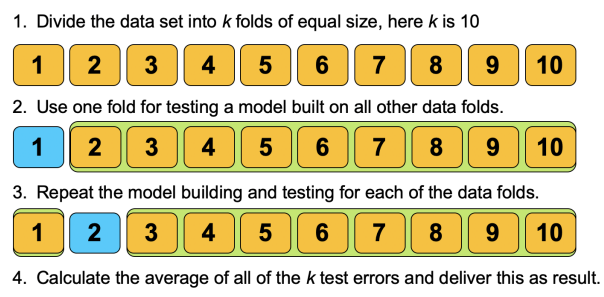 1. Divide the data set into k folds of equal size, here k is 10
1 2 3 4 5 6 7 8 9 10
2. Use one fold for testing a model built on all other data folds.
1 2 3 4 5 6 7 8 9 10
3. Repeat the model building and testing for each of the data folds.
1 2 3 4 5 6 7 8 9 10
4. Calculate the average of all of the k test errors and deliver this as result.